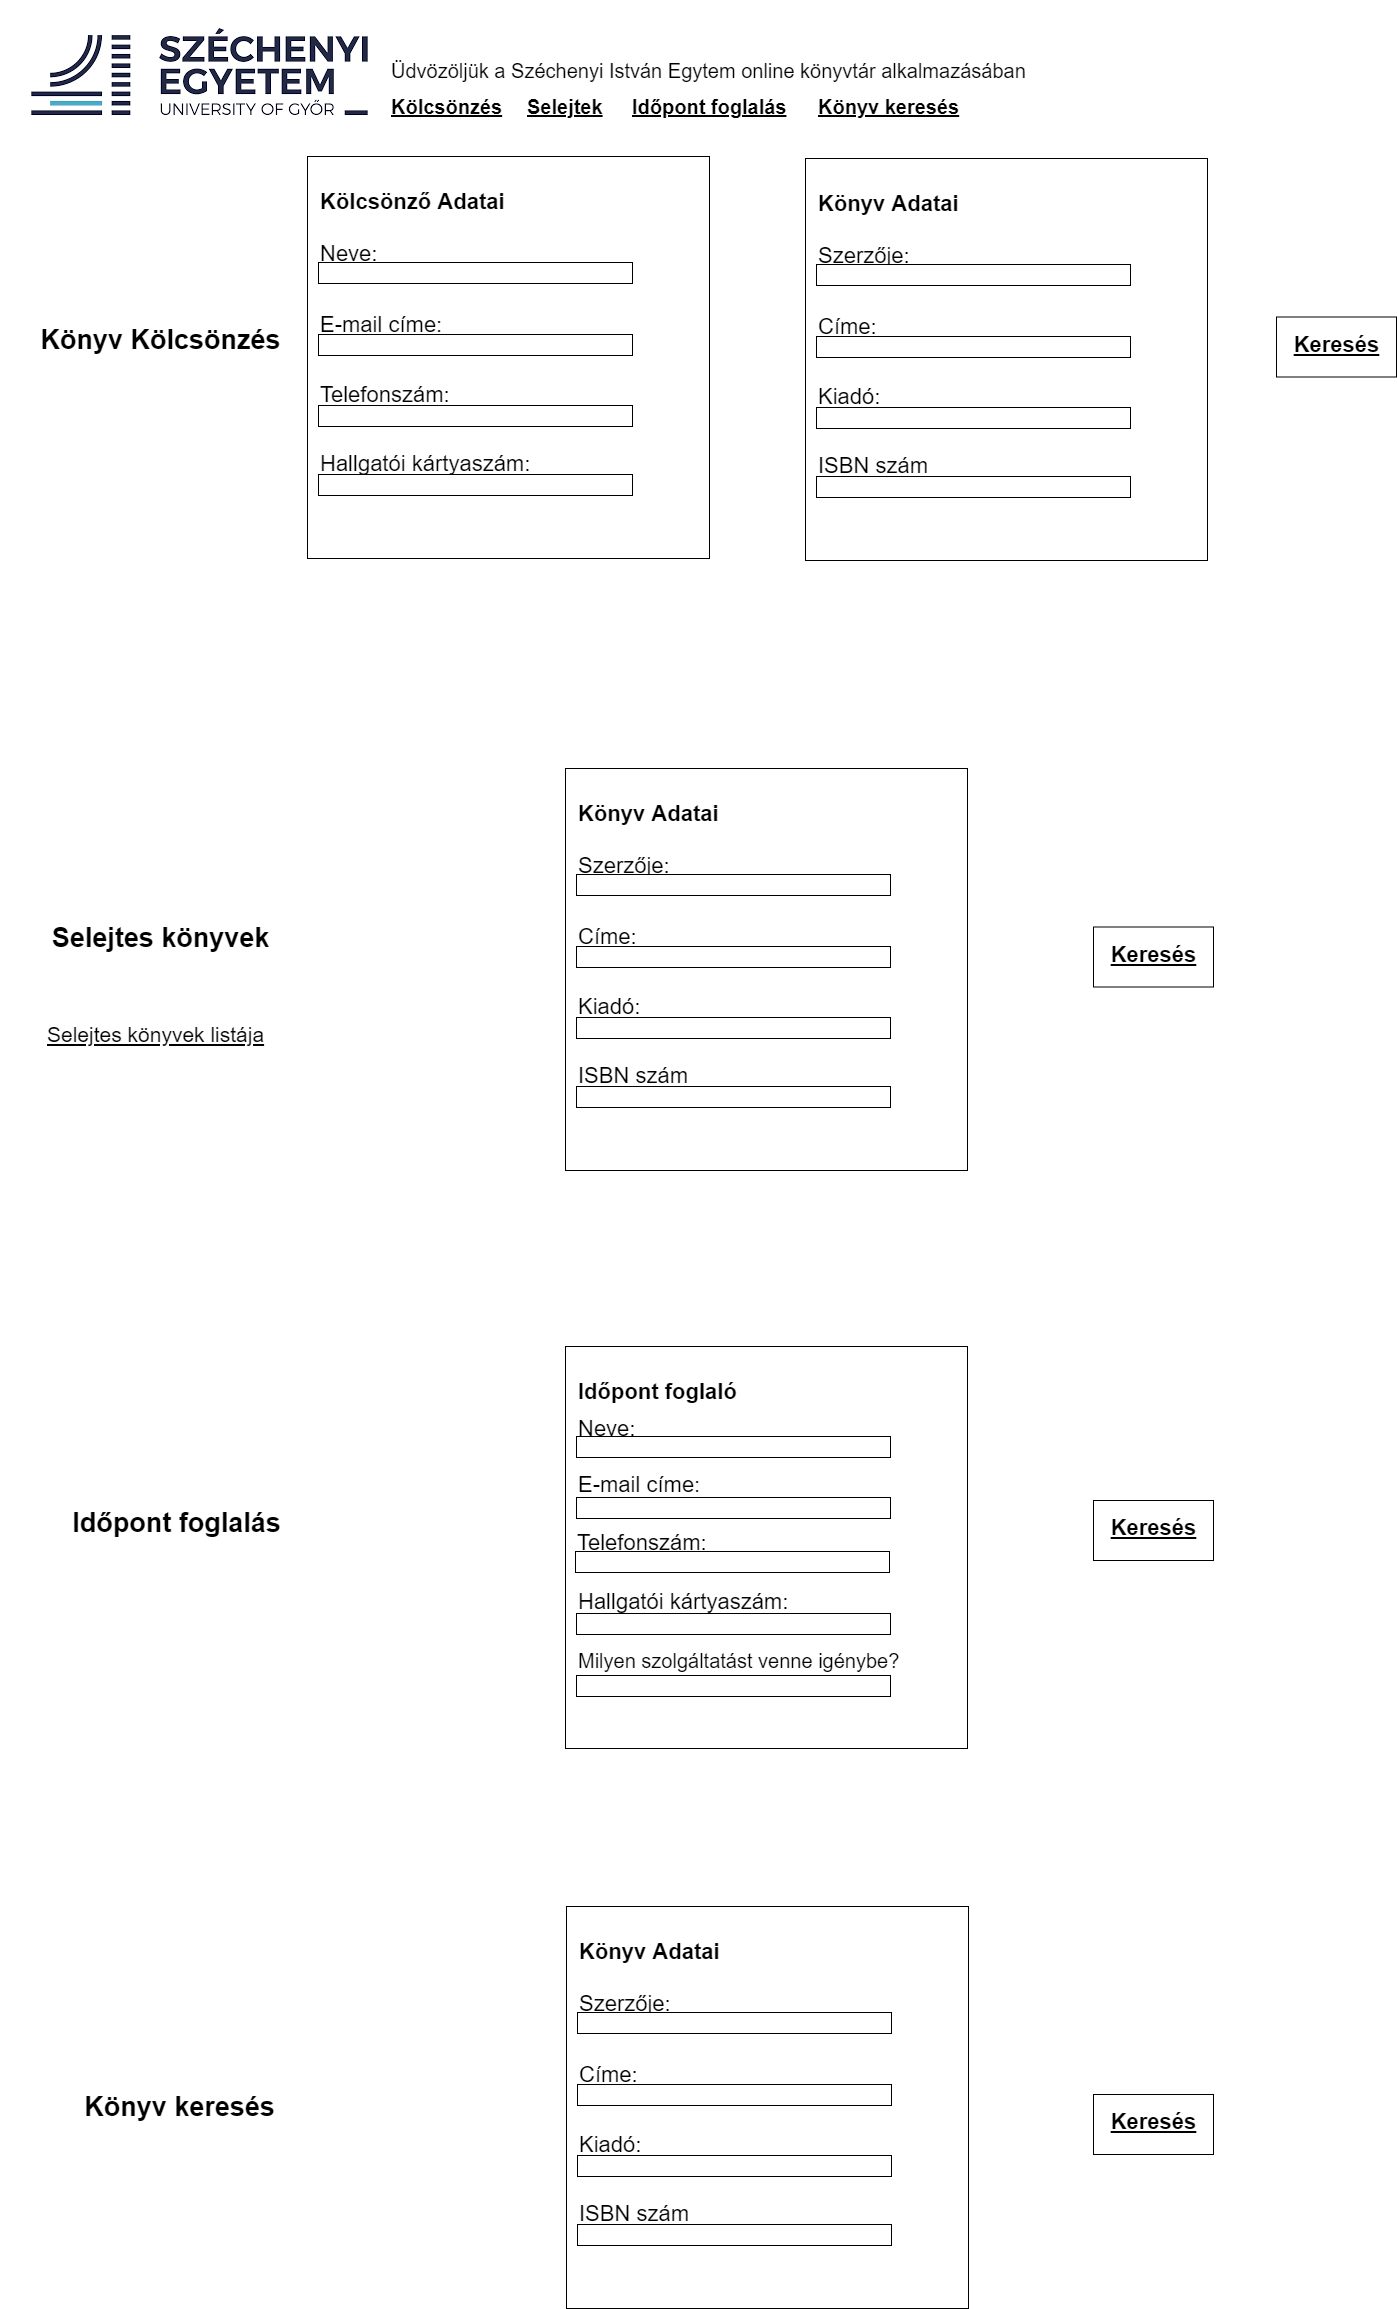 SZÉCHENYI
EGYETEM
UNIVERSITY OF GYŐR
Üdvözöljük a Széchenyi István Egytem online könyvtár alkalmazásában
Kölcsönzés Selejtek Időpont foglalás Könyv keresés
Könyv Kölcsönzés
Kölcsönző Adatai
Neve:
E-mail címe:
Telefonszám:
Hallgatói kártyaszám:
Könyv Adatai
Szerzője:
Címe:
Kiadó:
ISBN szám
Keresés
Selejtes könyvek
Selejtes könyvek listája
Könyv Adatai
Szerzője:
Címe:
Kiadó:
ISBN szám
Keresés
Időpont foglalás
Időpont foglaló
Neve:
E-mail címe:
Telefonszám:
Hallgatói kártyaszám:
Milyen szolgáltatást venne igénybe?
Keresés
Könyv keresés
Könyv Adatai
Szerzője:
Címe:
Kiadó:
ISBN szám
Keresés